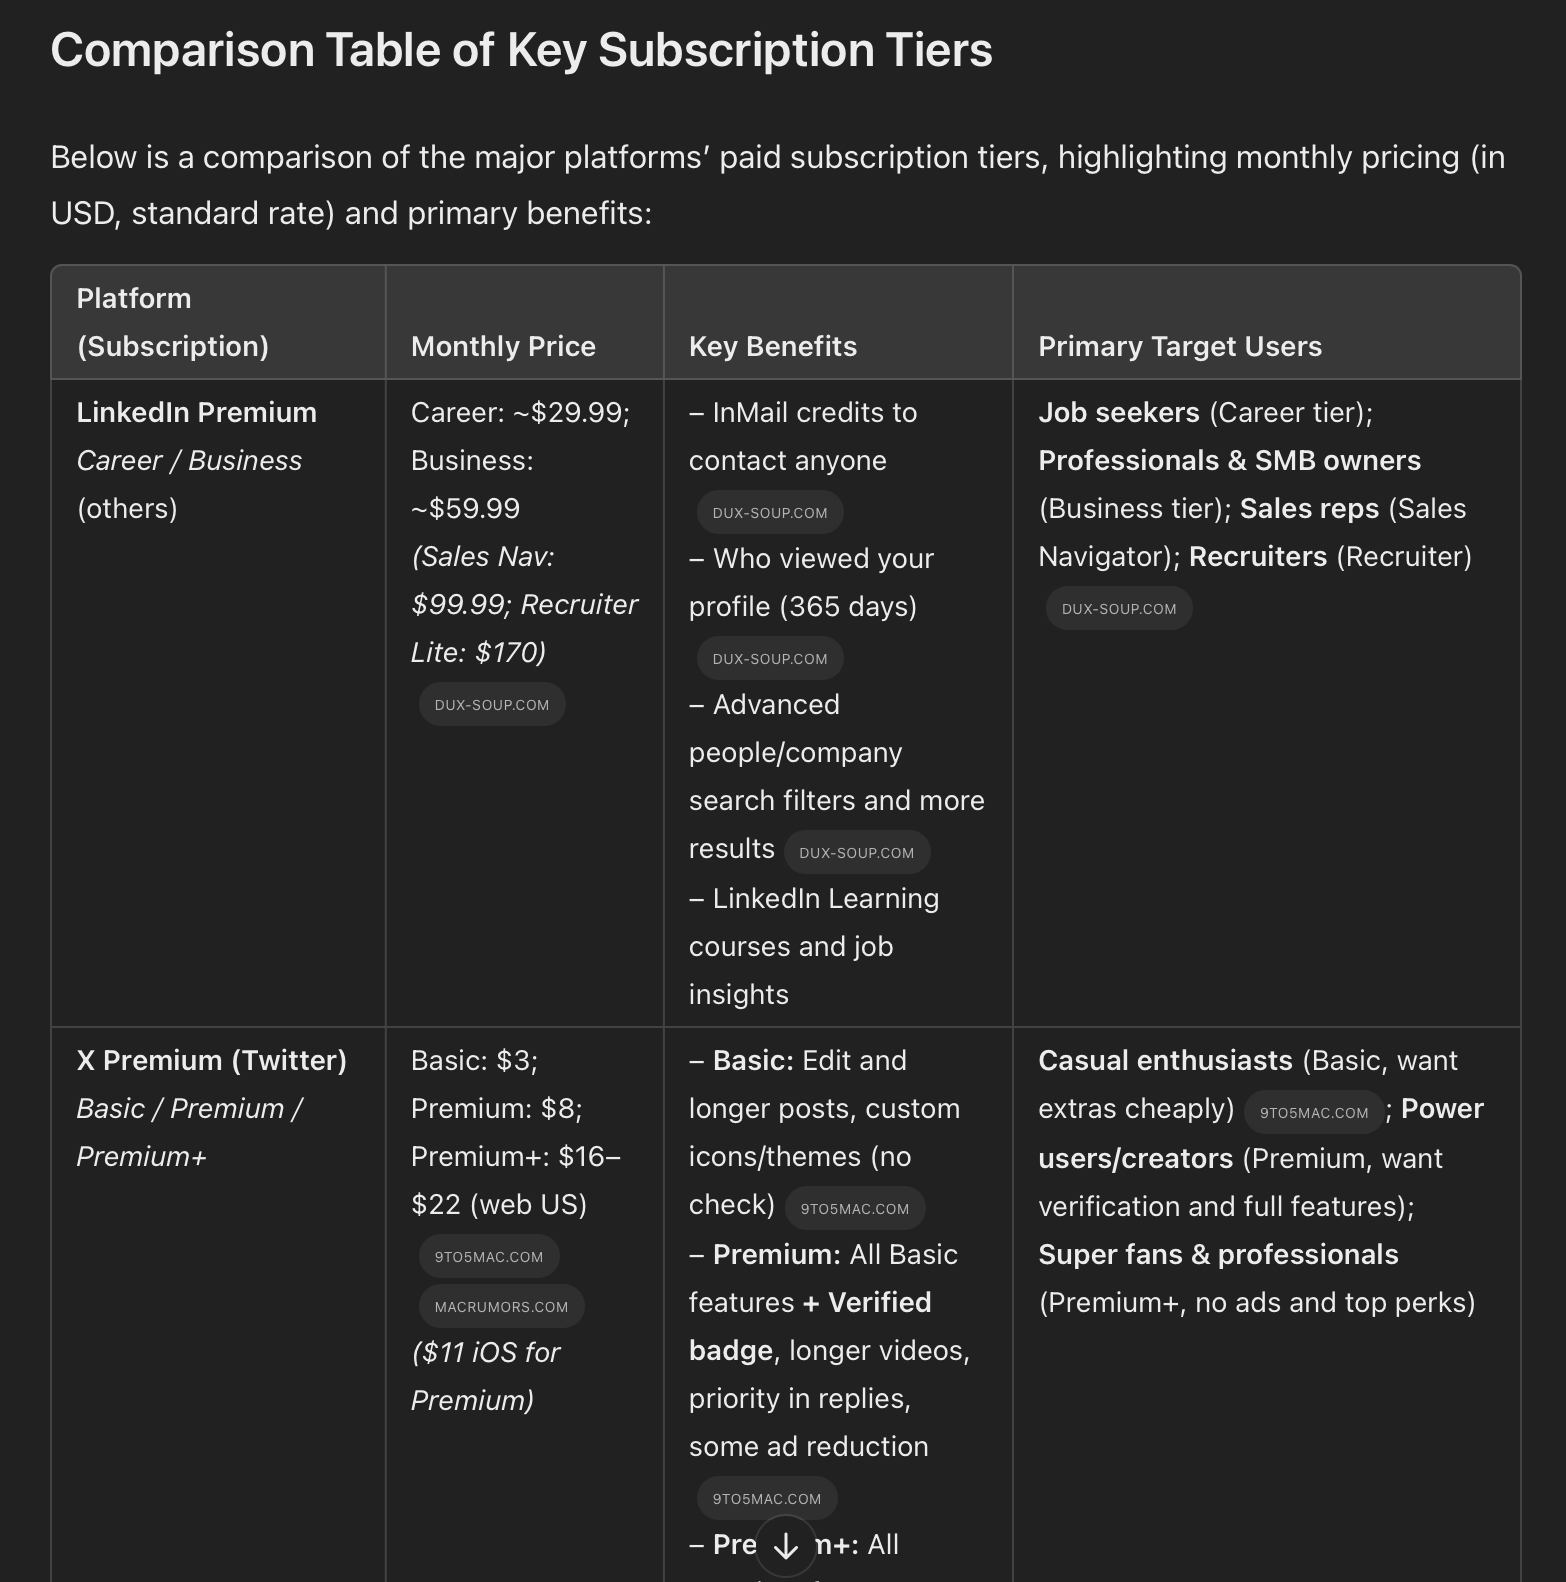 Comparison Table of Key Subscription Tiers
Below is a comparison of the major platforms’ paid subscription tiers, highlighting monthly pricing (in
USD, standard rate) and primary benefits:
Platform
(Subscription)
Monthly Price
Key Benefits
Primary Target Users
LinkedIn Premium
Career / Business
(others)
Career: ~$29.99;
Business:
~$59.99
(Sales Nav:
$99.99; Recruiter
Lite: $170)
DUX-SOUP.COM
– InMail credits to
contact anyone
DUX-SOUP.COM
– Who viewed your
profile (365 days)
DUX-SOUP.COM
– Advanced
people/company
search filters and more
results DUX-SOUP.COM
– LinkedIn Learning
courses and job
insights
Job seekers (Career tier);
Professionals & SMB owners
(Business tier); Sales reps (Sales
Navigator); Recruiters (Recruiter)
DUX-SOUP.COM
X Premium (Twitter)
Basic / Premium /
Premium+
Basic: $3;
Premium: $8;
Premium+: $16–
$22 (web US)
9TO5MAC.COM
MACRUMORS.COM
($11 iOS for
Premium)
– Basic: Edit and
longer posts, custom
icons/themes (no
check) 9TO5MAC.COM
– Premium: All Basic
features + Verified
badge, longer videos,
priority in replies,
some ad reduction
9TO5MAC.COM
– Pre m+: All
Casual enthusiasts (Basic, want
extras cheaply) 9TO5MAC.COM ; Power
users/creators (Premium, want
verification and full features);
Super fans & professionals
(Premium+, no ads and top perks)